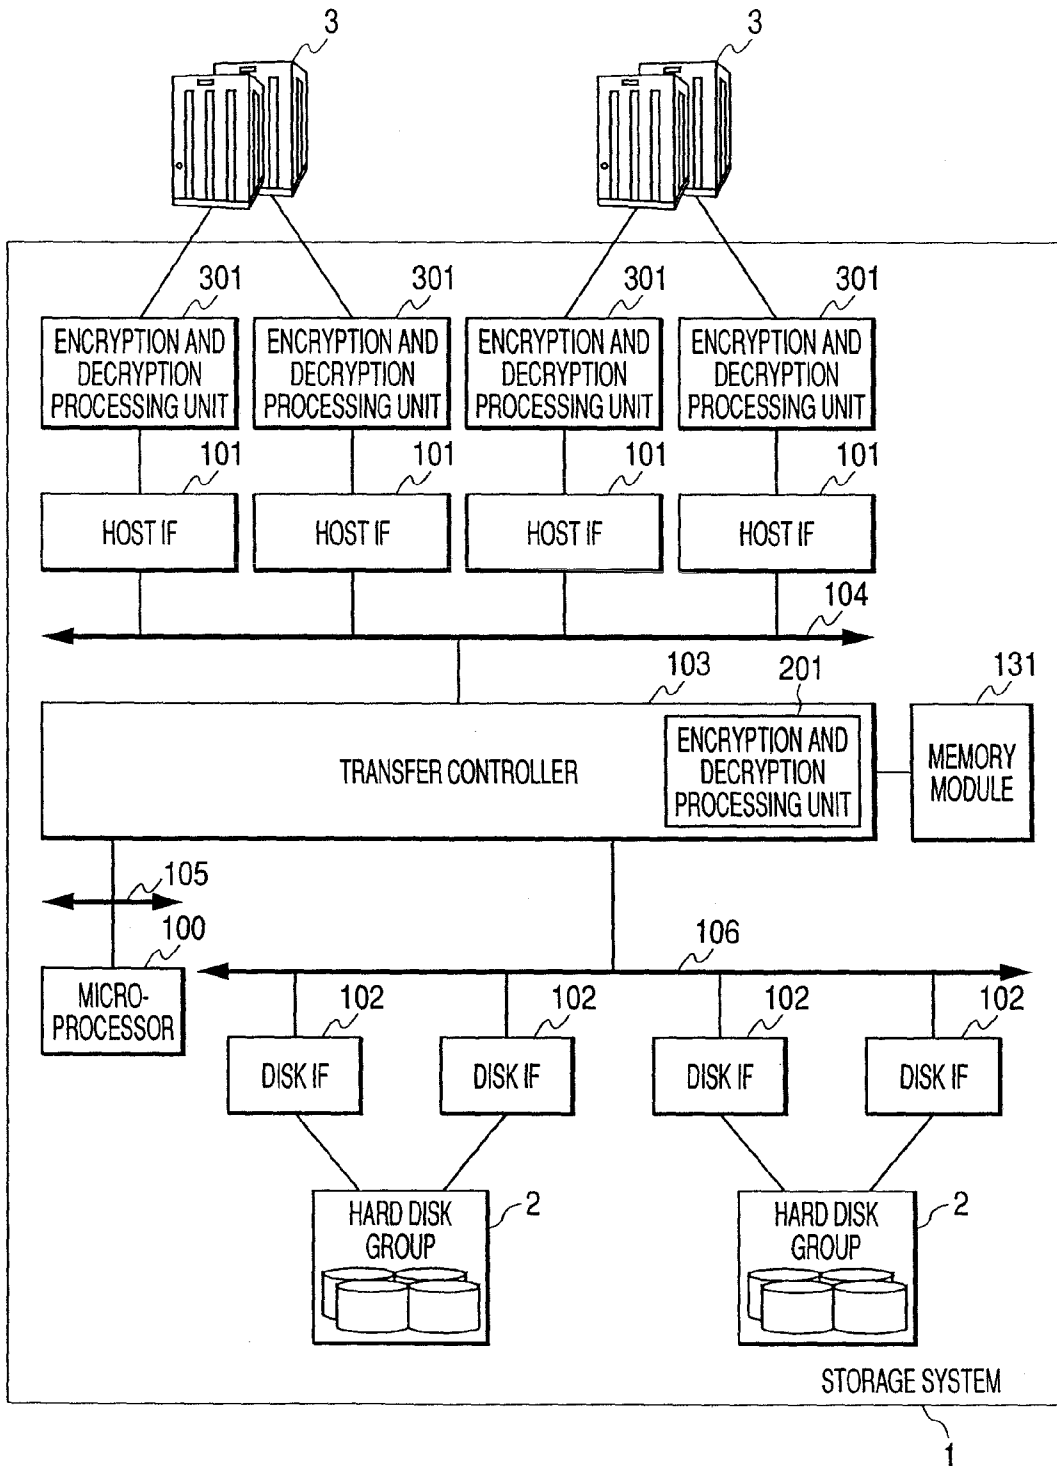 3 3
301 301 301 301
ENCRYPTION AND ENCRYPTION AND ENCRYPTION AND ENCRYPTION AND
DECRYPTION DECRYPTION DECRYPTION DECRYPTION
PROCESSING UNIT PROCESSING UNIT PROCESSING UNIT PROCESSING UNIT
101 101 101 101
HOST IF HOST IF HOST IF HOST IF
104
103 201 131
TRANSFER CONTROLLER
ENCRYPTION AND
DECRYPTION
PROCESSING UNIT
MEMORY
MODULE
105
100
106
MICRO-
PROCESSOR
102 102 102 102
DISK IF DISK IF DISK IF DISK IF
2 2
HARD DISK HARD DISK
GROUP GROUP
STORAGE SYSTEM
1